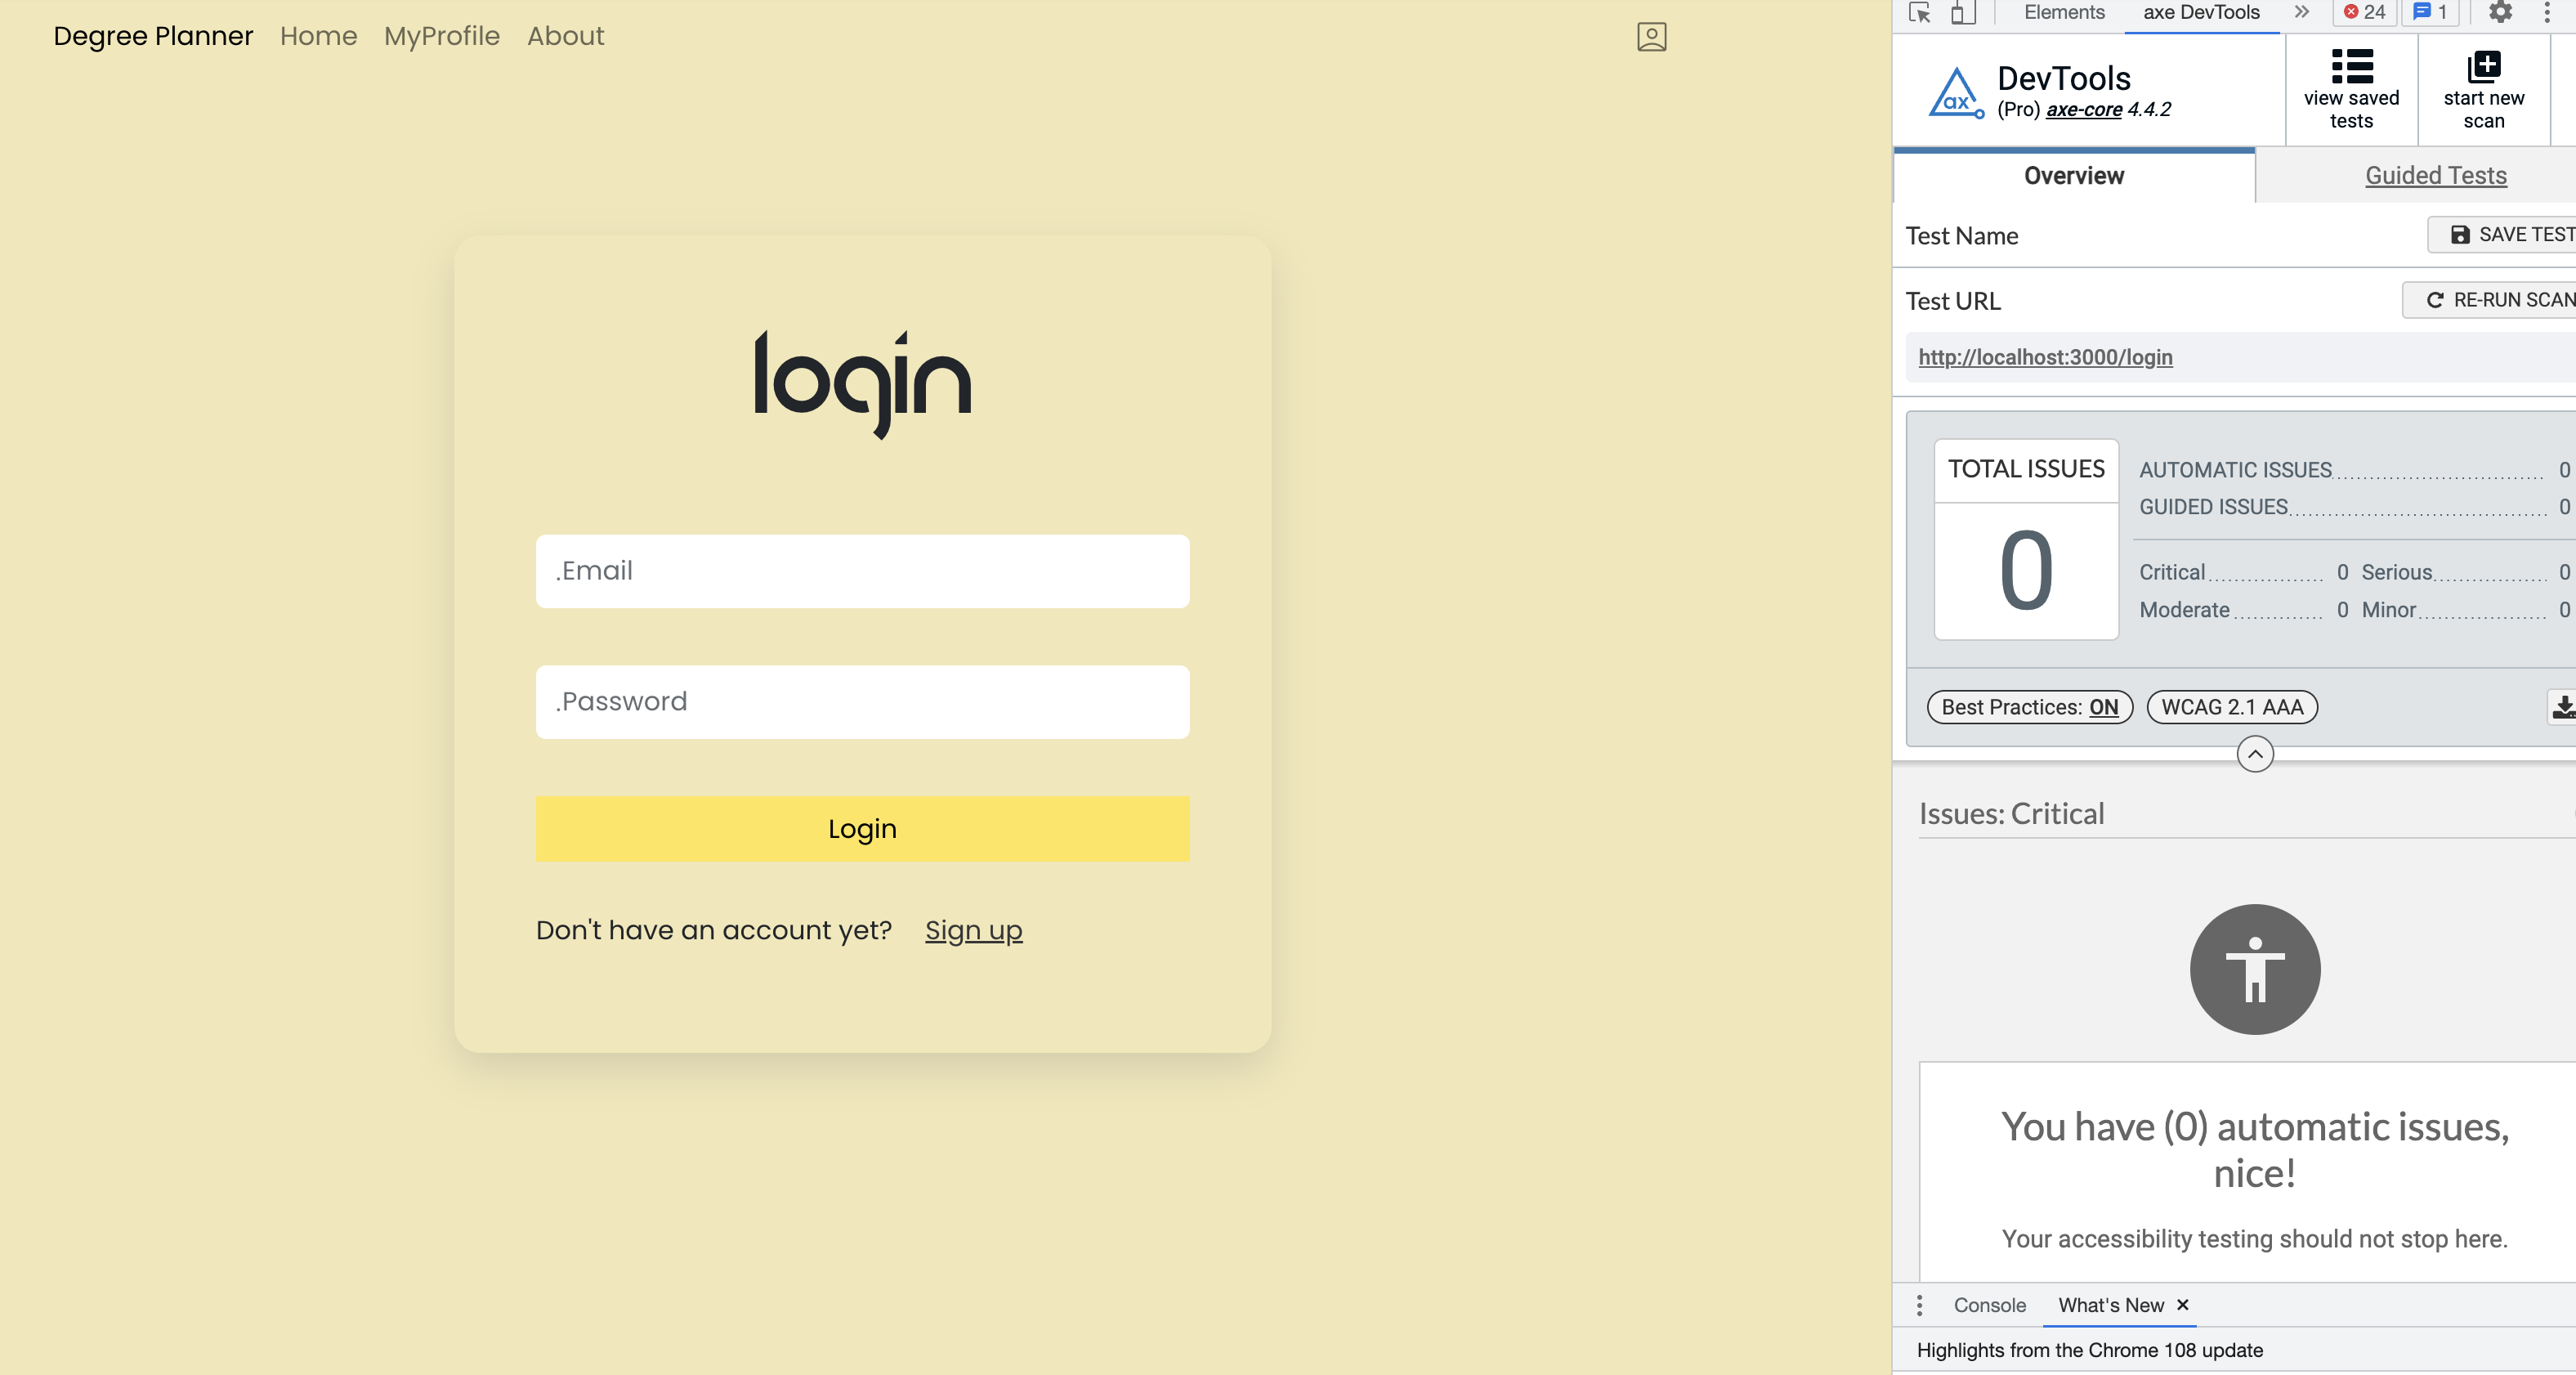 Degree Planner Home MyProfile About
login
.Email
.Password
Login
Don't have an account yet? Sign up
Elements axe DevTools 24 1
ax
DevTools
(Pro) axe-core 4.4.2
view saved
tests
start new
scan
Overview Guided Tests
Test Name SAVE TEST
Test URL RE-RUN SCAN
http://localhost:3000/login
TOTAL ISSUES
0
AUTOMATIC ISSUES 0
GUIDED ISSUES 0
Critical 0 Serious 0
Moderate 0 Minor 0
Best Practices: ON WCAG 2.1 AAA
Issues: Critical
You have (0) automatic issues,
nice!
Your accessibility testing should not stop here.
Console What's New
Highlights from the Chrome 108 update